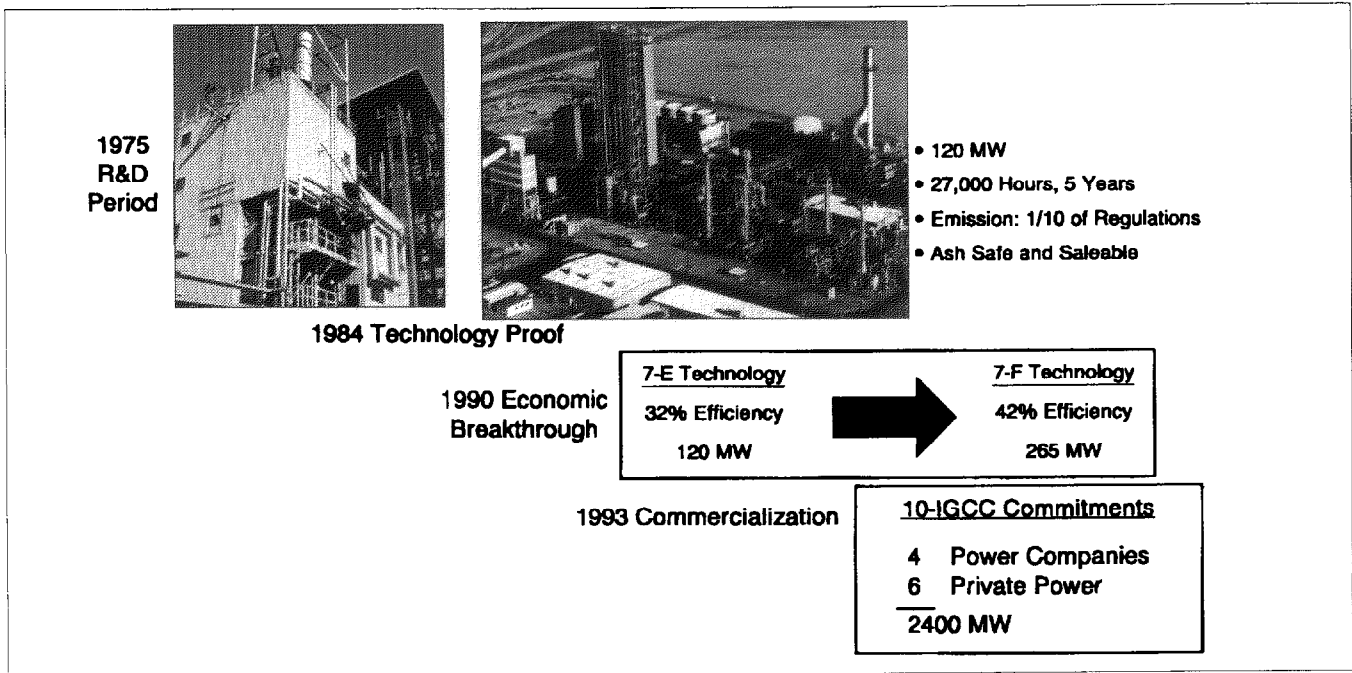 1975
R&D
Period
• 120 MW
• 27,000 Hours, 5 Years
• Emission: 1/10 of Regulations
• Ash Safe and Saleable
1984 Technology Proof
1990 Economic
Breakthrough
7-E Technology
32% Efficiency
120 MW
7-F Technology
42% Efficiency
265 MW
1993 Commercialization
10-IGCC Commitments
4 Power Companies
6 Private Power
2400 MW